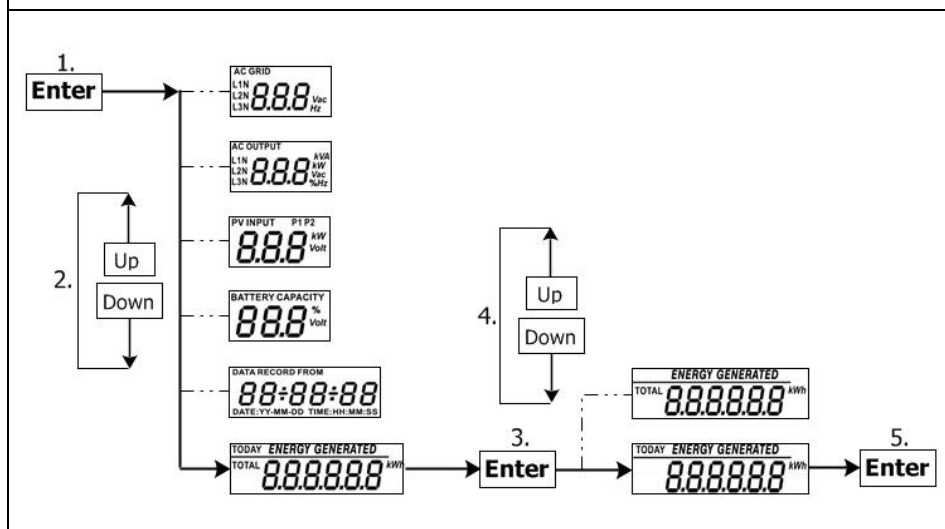 1.
Enter
AC GRID
L1N
L2N
L3N
8.8.8 Vac
Hz
AC OUTPUT
L1N
L2N
L3N
8.8.8 kVA
kW
Vac
%Hz
2.
Up
Down
PV INPUT P1 P2
8.8.8 kW
Volt
BATTERY CAPACITY
88.8 %
Volt
DATA RECORD FROM
88÷88÷88
DATE:YY-MM-DD TIME:HH:MM:SS
TODAY ENERGY GENERATED
TOTAL 8.8.8.8.8.8 kWh
3.
Enter
4.
Up
Down
ENERGY GENERATED
TOTAL 8.8.8.8.8.8 kWh
TODAY ENERGY GENERATED
8.8.8.8.8.8 kWh
5.
Enter